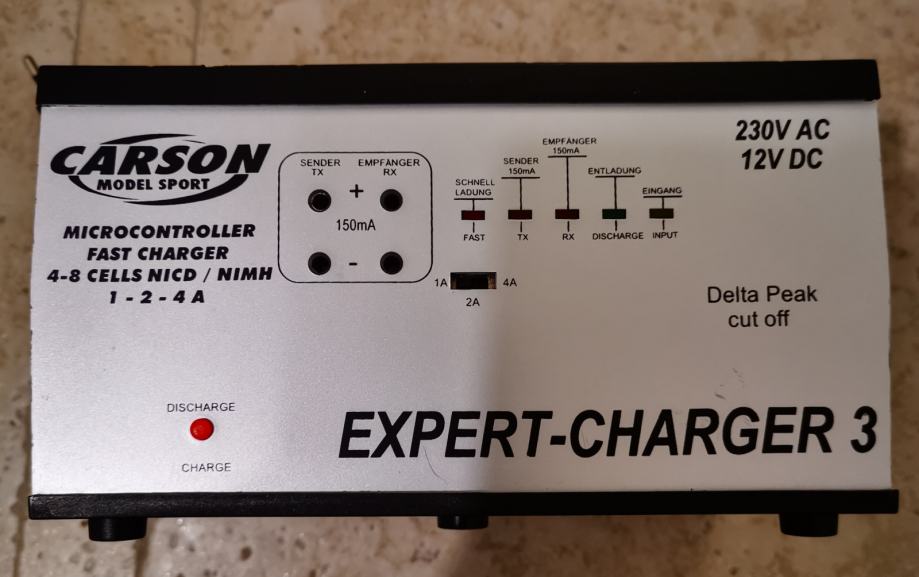 CARSON
MODEL SPORT
MICROCONTROLLER
FAST CHARGER
4-8 CELLS NICD / NIMH
1 - 2 - 4 A
SENDER
TX
EMPFÄNGER
RX
+
150mA
-
SCHNELL
LADUNG
FAST
SENDER
150mA
TX
EMPFÄNGER
150mA
RX
ENTLADUNG
DISCHARGE
EINGANG
INPUT
1A
4A
2A
230V AC
12V DC
Delta Peak
cut off
DISCHARGE
CHARGE
EXPERT-CHARGER 3